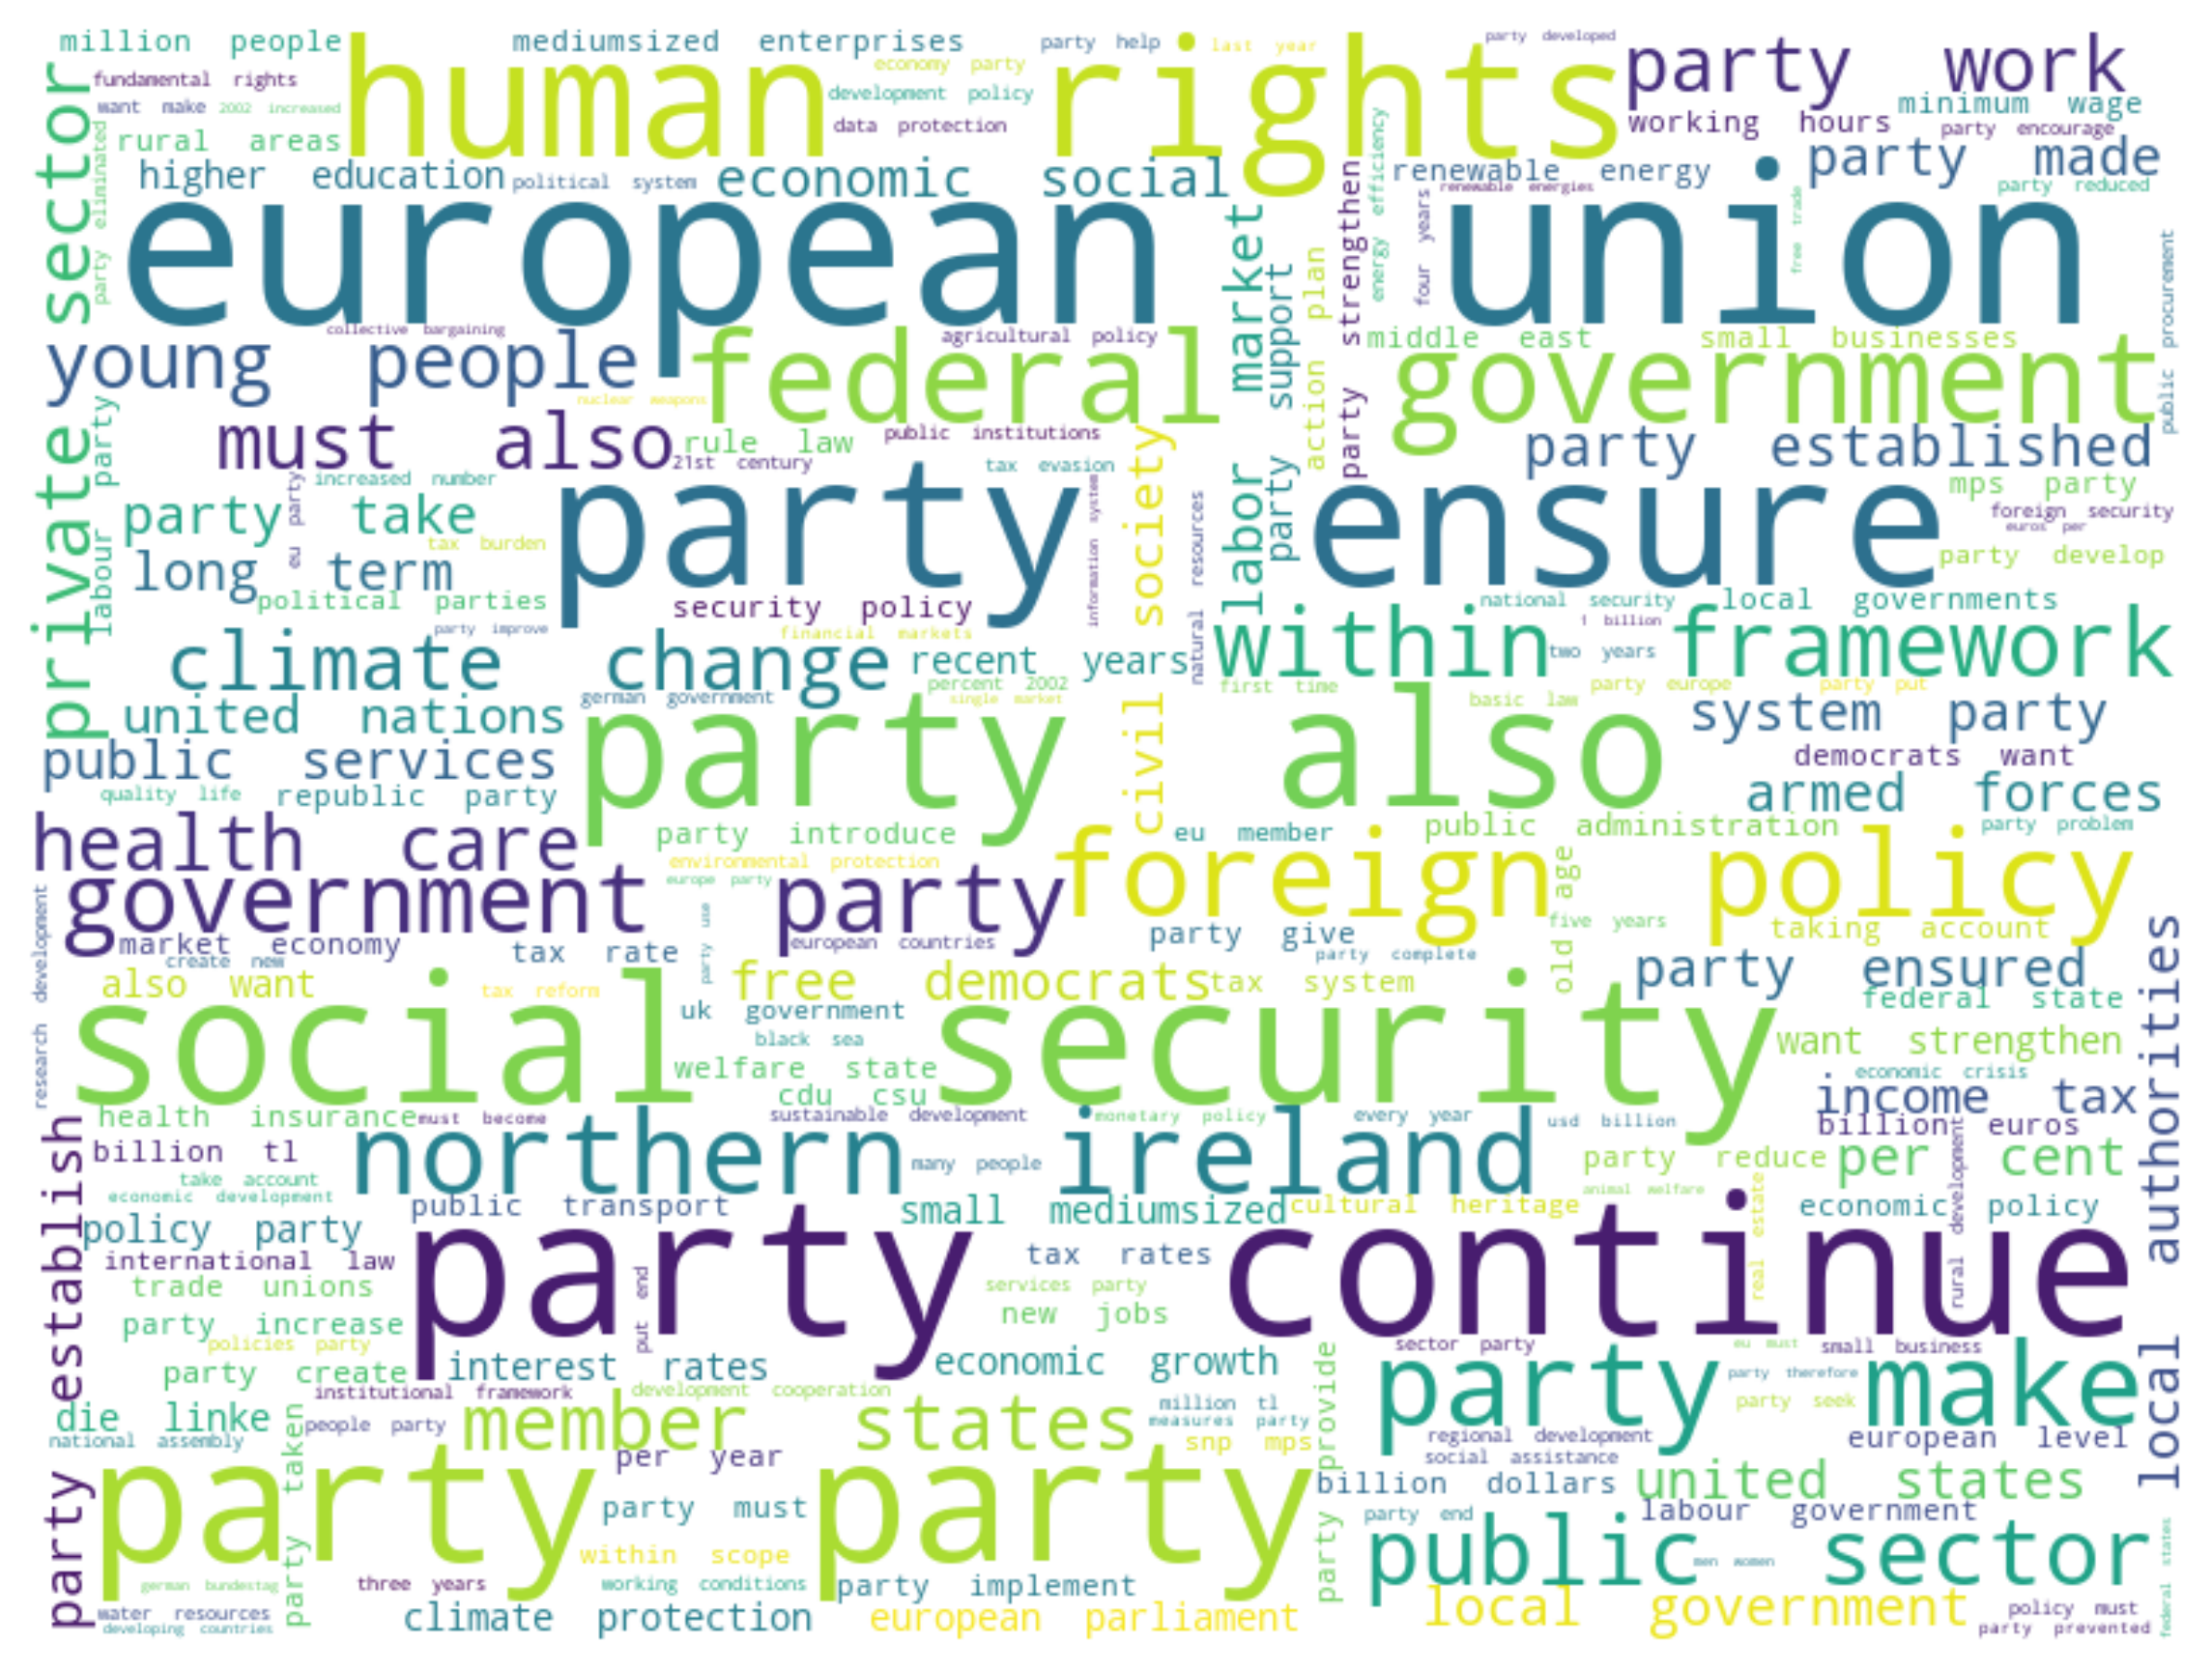 million people
mediumsized enterprises
party help
last year
party developed
human rights
party work
fundamental rights
economy party
want make
2002 increased
development policy
minimum wage
rural areas
data protection
working hours
party encourage
private sector
party eliminated
higher education
political system
economic social
energy efficiency
renewable energy
renewable energies
party made
party reduced
european union
four years
free trade
public procurement
labor market
party support
action plan
party strengthen
collective bargaining
agricultural policy
middle east
small businesses
young people
federal government
nuclear weapons
labour party
must also
rule law
public institutions
party established
21st century
tax evasion
increased number
eu party
information system
civil society
natural resources
mps party
party take
party ensure
foreign security
euros per
tax burden
party develop
long term
political parties
security policy
national security
local governments
party improve
financial markets
1 billion
climate change
recent years
within framework
two years
german government
percent 2002
single market
first time
basic law
party europe
party put
united nations
party also
system party
public services
democrats want
quality life
republic party
armed forces
health care
party introduce
eu member
public administration
party problem
environmental protection
europe party
foreign policy
old age
government party
research development
party use
five years
taking account
market economy
create new
tax rate
european countries
party give
party complete
local authorities
also want
tax reform
free democrats
tax system
party ensured
federal state
social security
uk government
black sea
want strengthen
welfare state
economic crisis
cdu csu
income tax
health insurance
must become
sustainable development
monetary policy
every year
usd billion
billion euros
party establish
billion tl
northern ireland
many people
party reduce
per cent
rural development
take account
economic development
animal welfare
public transport
small mediumsized
cultural heritage
real estate
economic policy
policy party
party continue
international law
tax rates
trade unions
put end
services party
new jobs
party increase
policies party
sector party
eu must
small business
party create
interest rates
economic growth
party provide
party make
party therefore
institutional framework
development cooperation
party seek
die linke
people party
member states
million tl
measures party
national assembly
party taken
snp mps
regional development
european level
per year
social assistance
party party
billion dollars
united states
party must
party end
labour government
within scope
public sector
men women
federal states
german bundestag
three years
working conditions
party implement
water resources
developing countries
climate protection
european parliament
local government
policy must
party prevented